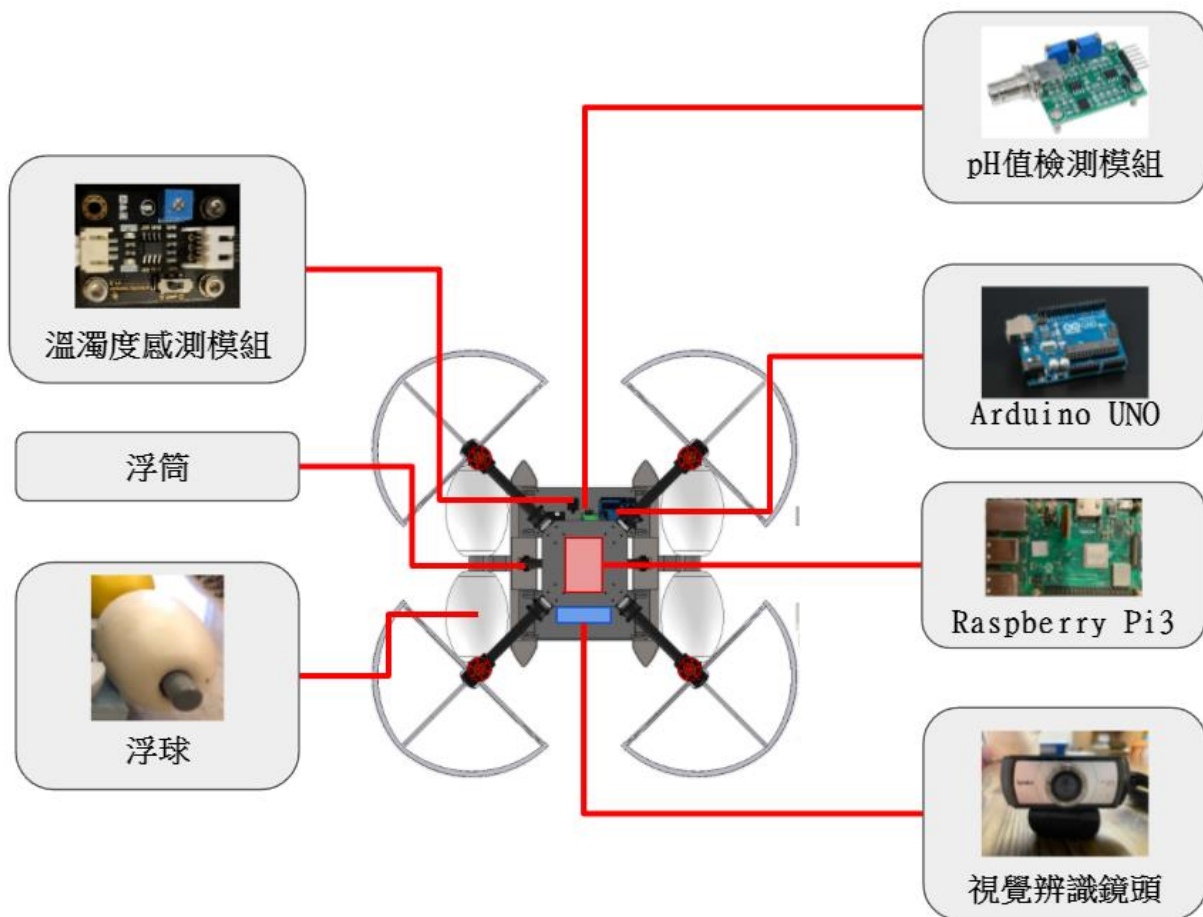 pH值檢測模組
溫濁度感測模組
Arduino UNO
浮筒
Raspberry Pi3
浮球
視覺辨識鏡頭